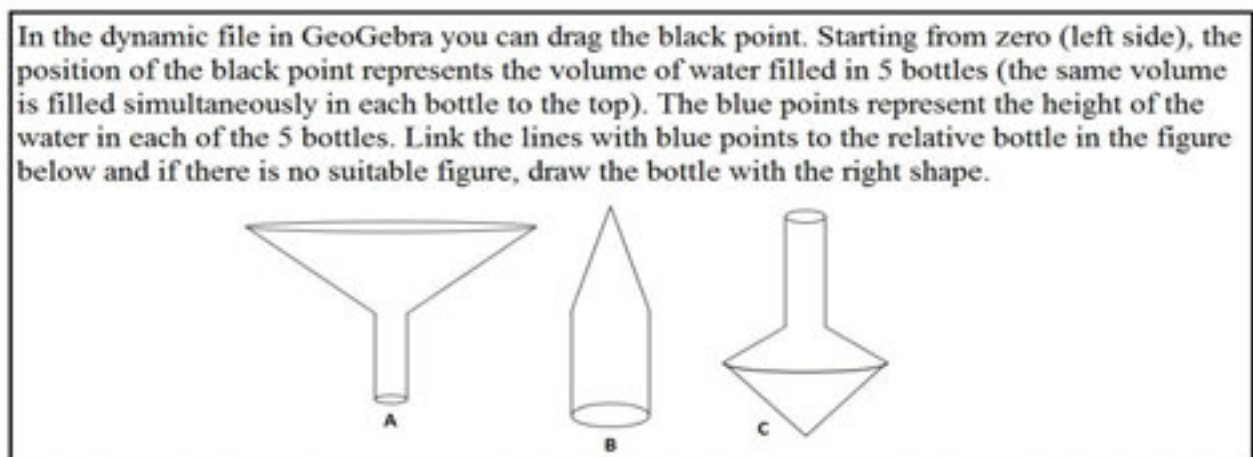 In the dynamic file in GeoGebra you can drag the black point. Starting from zero (left side), the
position of the black point represents the volume of water filled in 5 bottles (the same volume
is filled simultaneously in each bottle to the top). The blue points represent the height of the
water in each of the 5 bottles. Link the lines with blue points to the relative bottle in the figure
below and if there is no suitable figure, draw the bottle with the right shape.
A
B
C